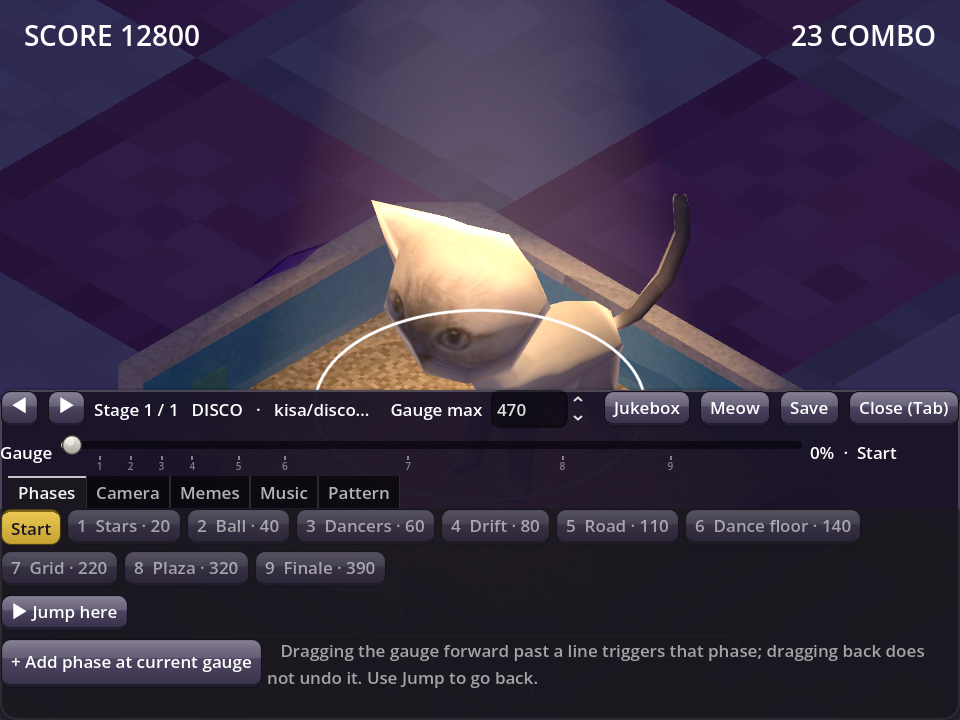 SCORE 12800
23 COMBO
Stage 1 / 1 DISCO · kisa/disco... Gauge max 470 Jukebox Meow Save Close (Tab)
Gauge 0% · Start
1 2 3 4 5 6 7 8 9
Phases Camera Memes Music Pattern
Start 1 Stars · 20 2 Ball · 40 3 Dancers · 60 4 Drift · 80 5 Road · 110 6 Dance floor · 140
7 Grid · 220 8 Plaza · 320 9 Finale · 390
Jump here
+ Add phase at current gauge
Dragging the gauge forward past a line triggers that phase; dragging back does
not undo it. Use Jump to go back.